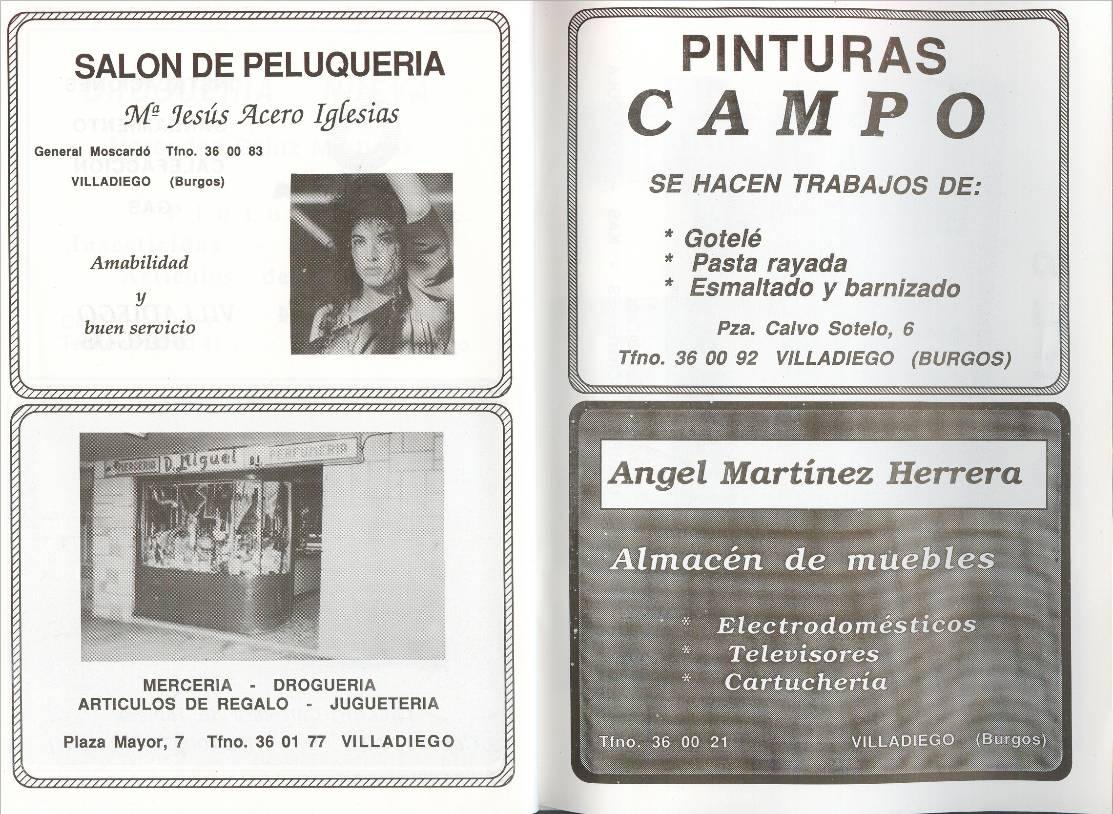 SALON DE PELUQUERIA
Mª Jesús Acero Iglesias
General Moscardó Tfno. 36 00 83
VILLADIEGO (Burgos)
Amabilidad
y
buen servicio
MERCERIA D. Miguel PERFUMERIA
MERCERIA - DROGUERIA
ARTICULOS DE REGALO - JUGUETERIA
Plaza Mayor, 7 Tfno. 36 01 77 VILLADIEGO
PINTURAS
CAMPO
SE HACEN TRABAJOS DE:
* Gotelé
* Pasta rayada
* Esmaltado y barnizado
Pza. Calvo Sotelo, 6
Tfno. 36 00 92 VILLADIEGO (BURGOS)
Angel Martínez Herrera
Almacén de muebles
* Electrodomésticos
* Televisores
* Cartuchería
Tfno. 36 00 21 VILLADIEGO (Burgos)